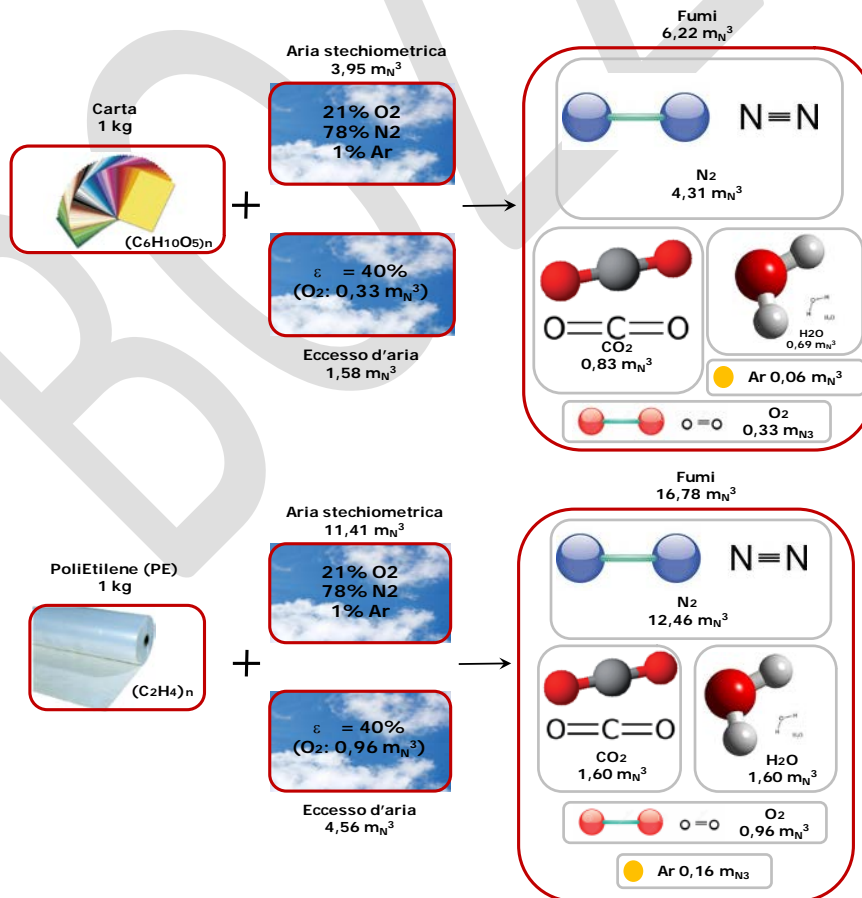 Fumi
6,22 mN3
Aria stechiometrica
3,95 mN3
21% O2
78% N2
1% Ar
Carta
1 kg
(C6H10O5)n
+
N≡N
N2
4,31 mN3
ε = 40%
(O2: 0,33 mN3)
Eccesso d'aria
1,58 mN3
O=C=O
CO2
0,83 mN3
H
O
H
H2O
H2O
0,69 mN3
Ar 0,06 mN3
O=O
O2
0,33 mN3
Fumi
16,78 mN3
Aria stechiometrica
11,41 mN3
21% O2
78% N2
1% Ar
PoliEtilene (PE)
1 kg
(C2H4)n
+
N=N
N2
12,46 mN3
ε = 40%
(O2: 0,96 mN3)
Eccesso d'aria
4,56 mN3
O=C=O
CO2
1,60 mN3
H
O
H
H2O
H2O
1,60 mN3
O=O
O2
0,96 mN3
Ar 0,16 mN3